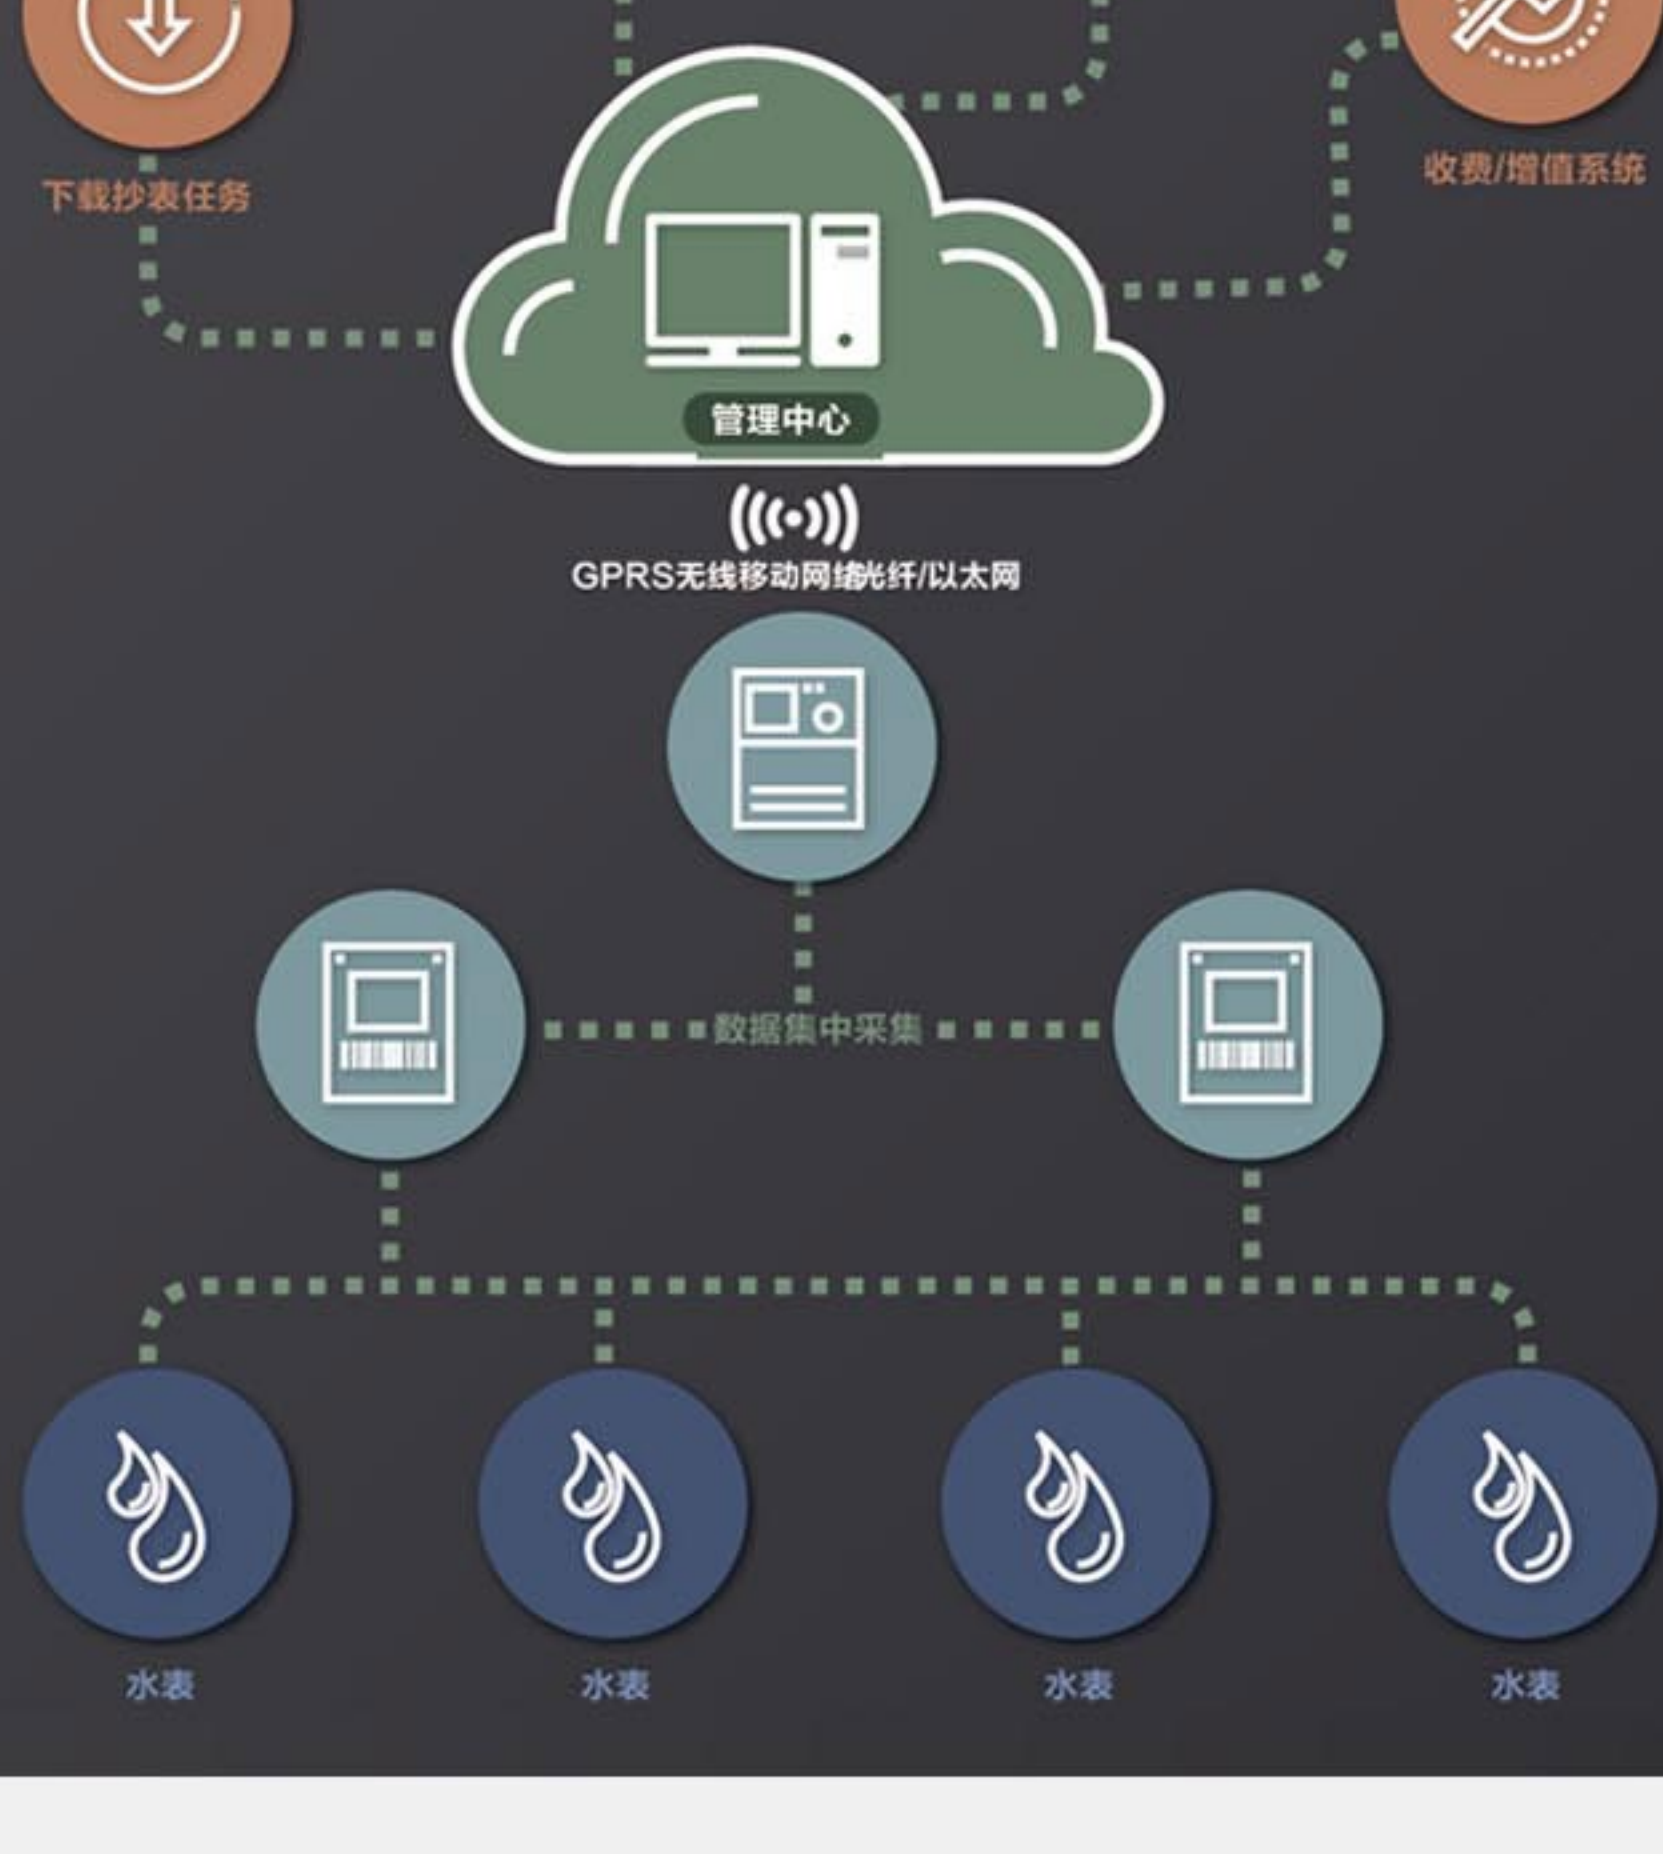 下载抄表任务
收费/增值系统
管理中心
GPRS无线移动网络光纤/以太网
数据集中采集
水表
水表
水表
水表